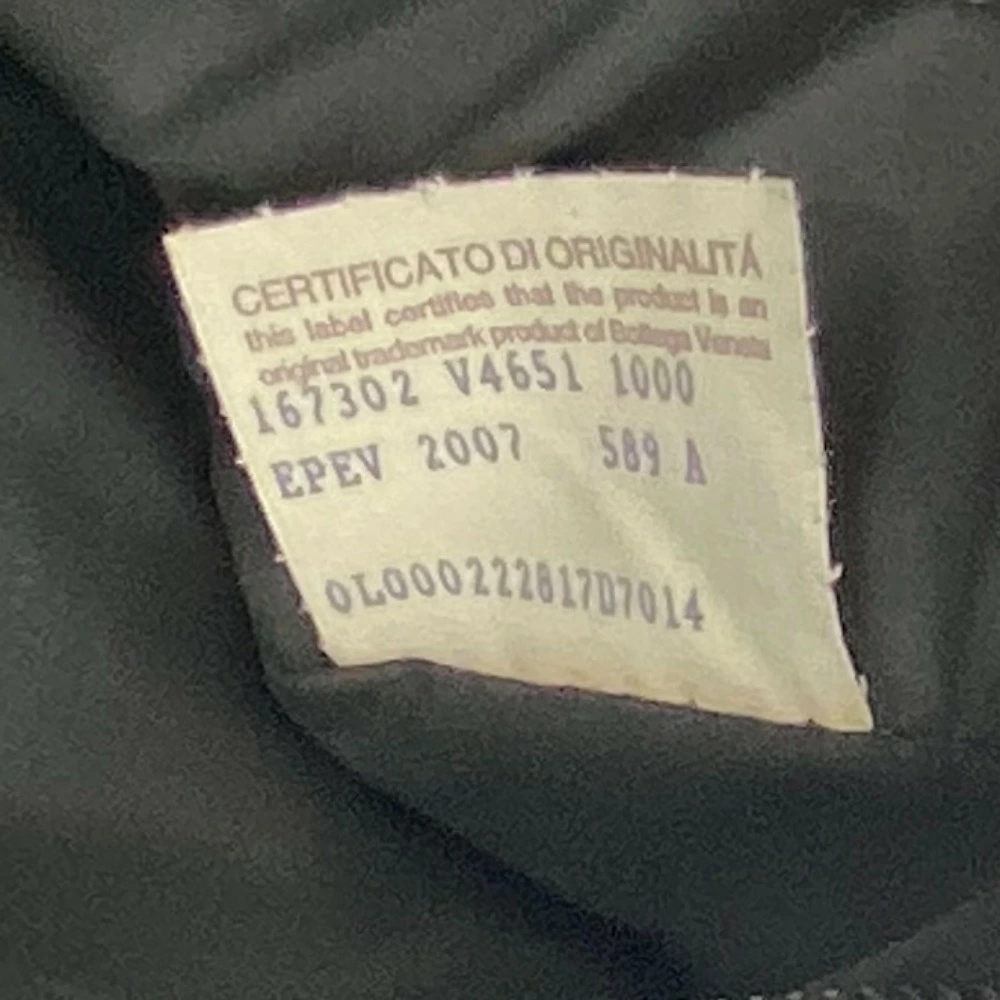 CERTIFICATO DI ORIGINALITÁ
this label certifies that the product is an
original trademark product of Bottega Veneta
167302 V4651 1000
EPEV 2007 589 A
0L000222817D7014